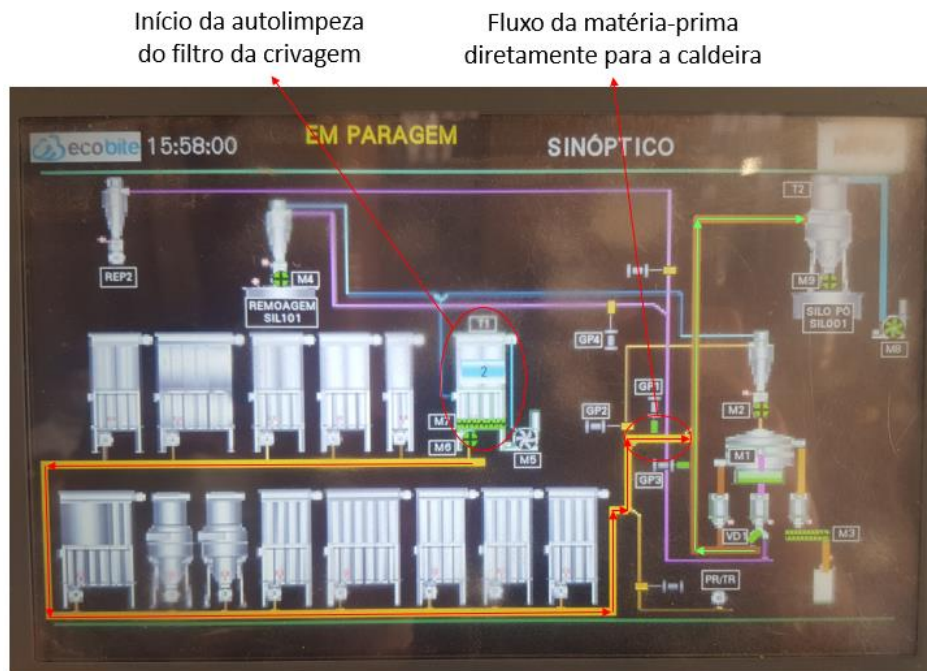 Início da autolimpeza
do filtro da crivagem
Fluxo da matéria-prima
diretamente para a caldeira
ecobite 15:58:00
EM PARAGEM
SINÓPTICO
T2
REP2
M4
M9
REMOAGEM
SIL101
SILO PÓ
SIL001
T1
GP4
M8
2
GP1
GP2
M2
M7
M6
M5
M1
GP3
VD1
M3
PR/TR